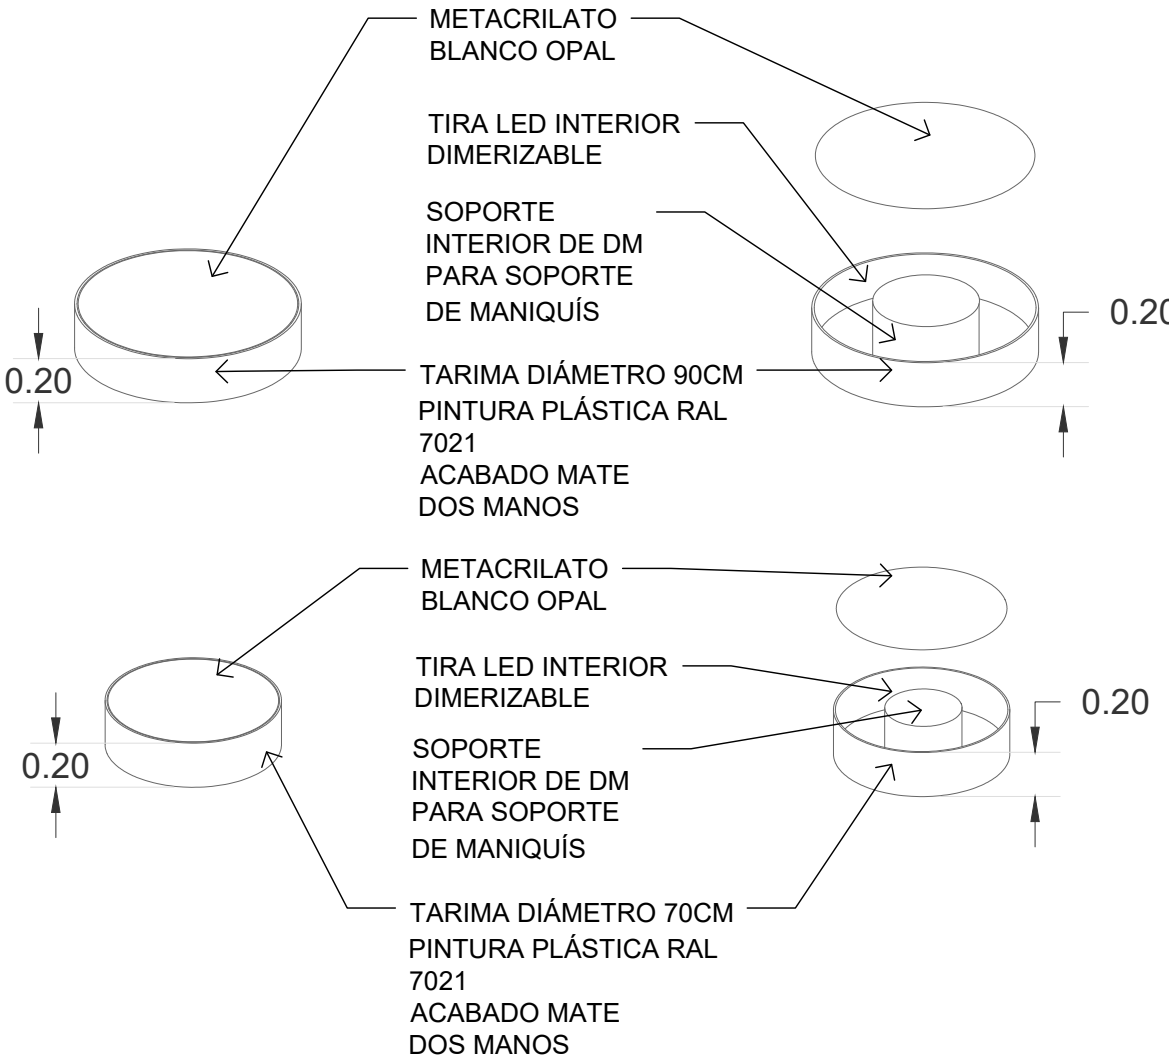 METACRILATO
BLANCO OPAL
TIRA LED INTERIOR
DIMERIZABLE
SOPORTE
INTERIOR DE DM
PARA SOPORTE
DE MANIQUÍS
0.20
0.20
TARIMA DIÁMETRO 90CM
PINTURA PLÁSTICA RAL
7021
ACABADO MATE
DOS MANOS
METACRILATO
BLANCO OPAL
TIRA LED INTERIOR
DIMERIZABLE
0.20
SOPORTE
INTERIOR DE DM
PARA SOPORTE
DE MANIQUÍS
0.20
TARIMA DIÁMETRO 70CM
PINTURA PLÁSTICA RAL
7021
ACABADO MATE
DOS MANOS